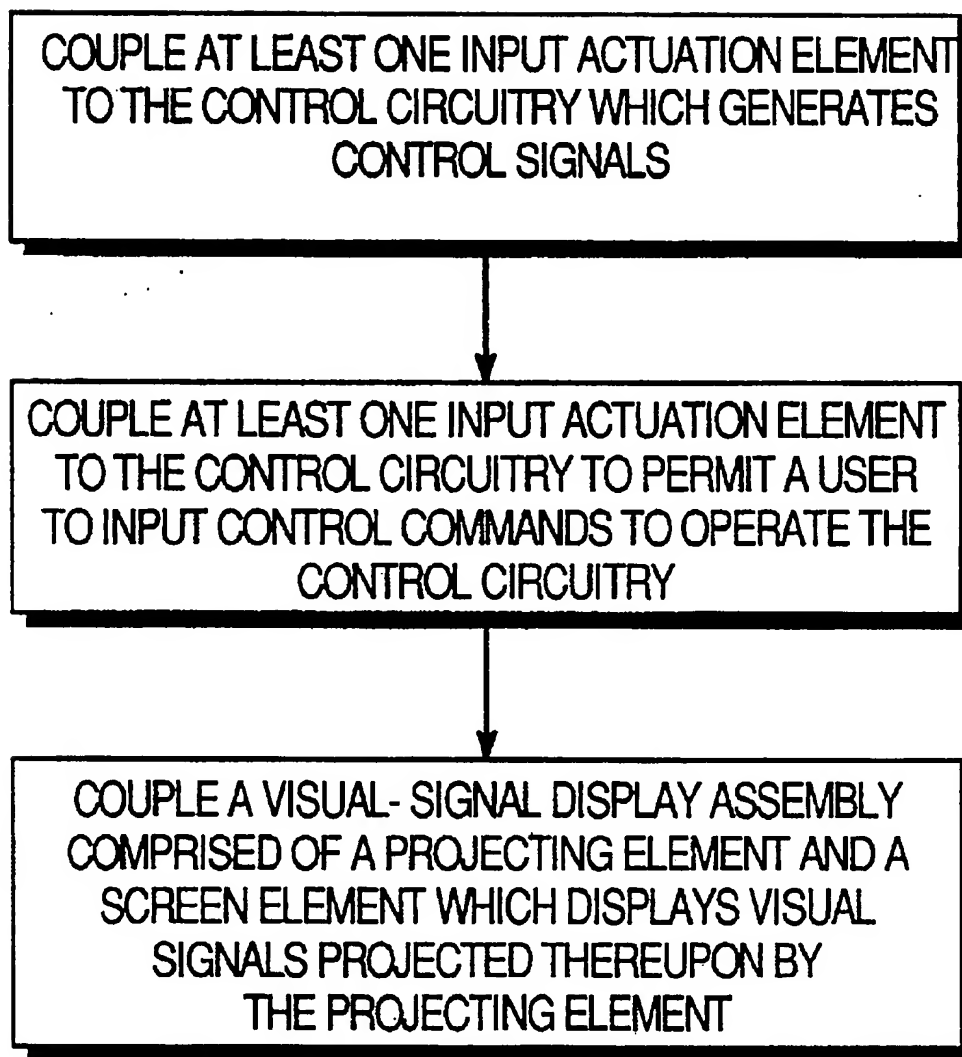 COUPLE AT LEAST ONE INPUT ACTUATION ELEMENT
TO THE CONTROL CIRCUITRY WHICH GENERATES
CONTROL SIGNALS
COUPLE AT LEAST ONE INPUT ACTUATION ELEMENT
TO THE CONTROL CIRCUITRY TO PERMIT A USER
TO INPUT CONTROL COMMANDS TO OPERATE THE
CONTROL CIRCUITRY
COUPLE A VISUAL- SIGNAL DISPLAY ASSEMBLY
COMPRISED OF A PROJECTING ELEMENT AND A
SCREEN ELEMENT WHICH DISPLAYS VISUAL
SIGNALS PROJECTED THEREUPON BY
THE PROJECTING ELEMENT